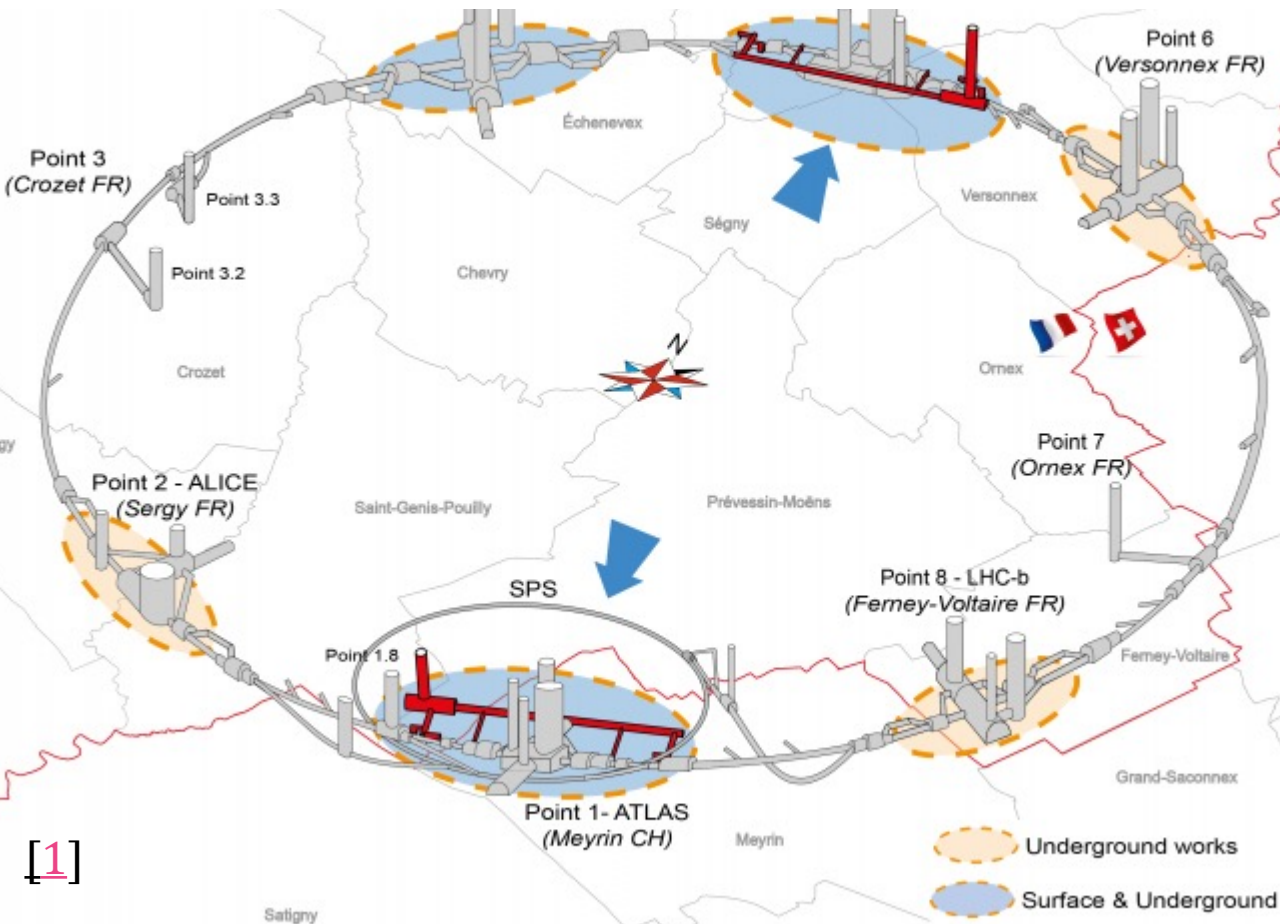 Point 6
(Versonnex FR)
Échenevex
Point 3
(Crozet FR)
Point 3.3
Versonnex
Ségny
Point 3.2
Chevry
N
Crozet
Ornex
gy
Point 7
(Ornex FR)
Point 2 - ALICE
(Sergy FR)
Saint-Genis-Pouilly
Prévessin-Moëns
Point 8 - LHC-b
(Ferney-Voltaire FR)
SPS
Point 1.8
Ferney-Voltaire
Grand-Saconnex
Point 1- ATLAS
(Meyrin CH)
Meyrin
Underground works
[1]
Surface & Underground
Satigny